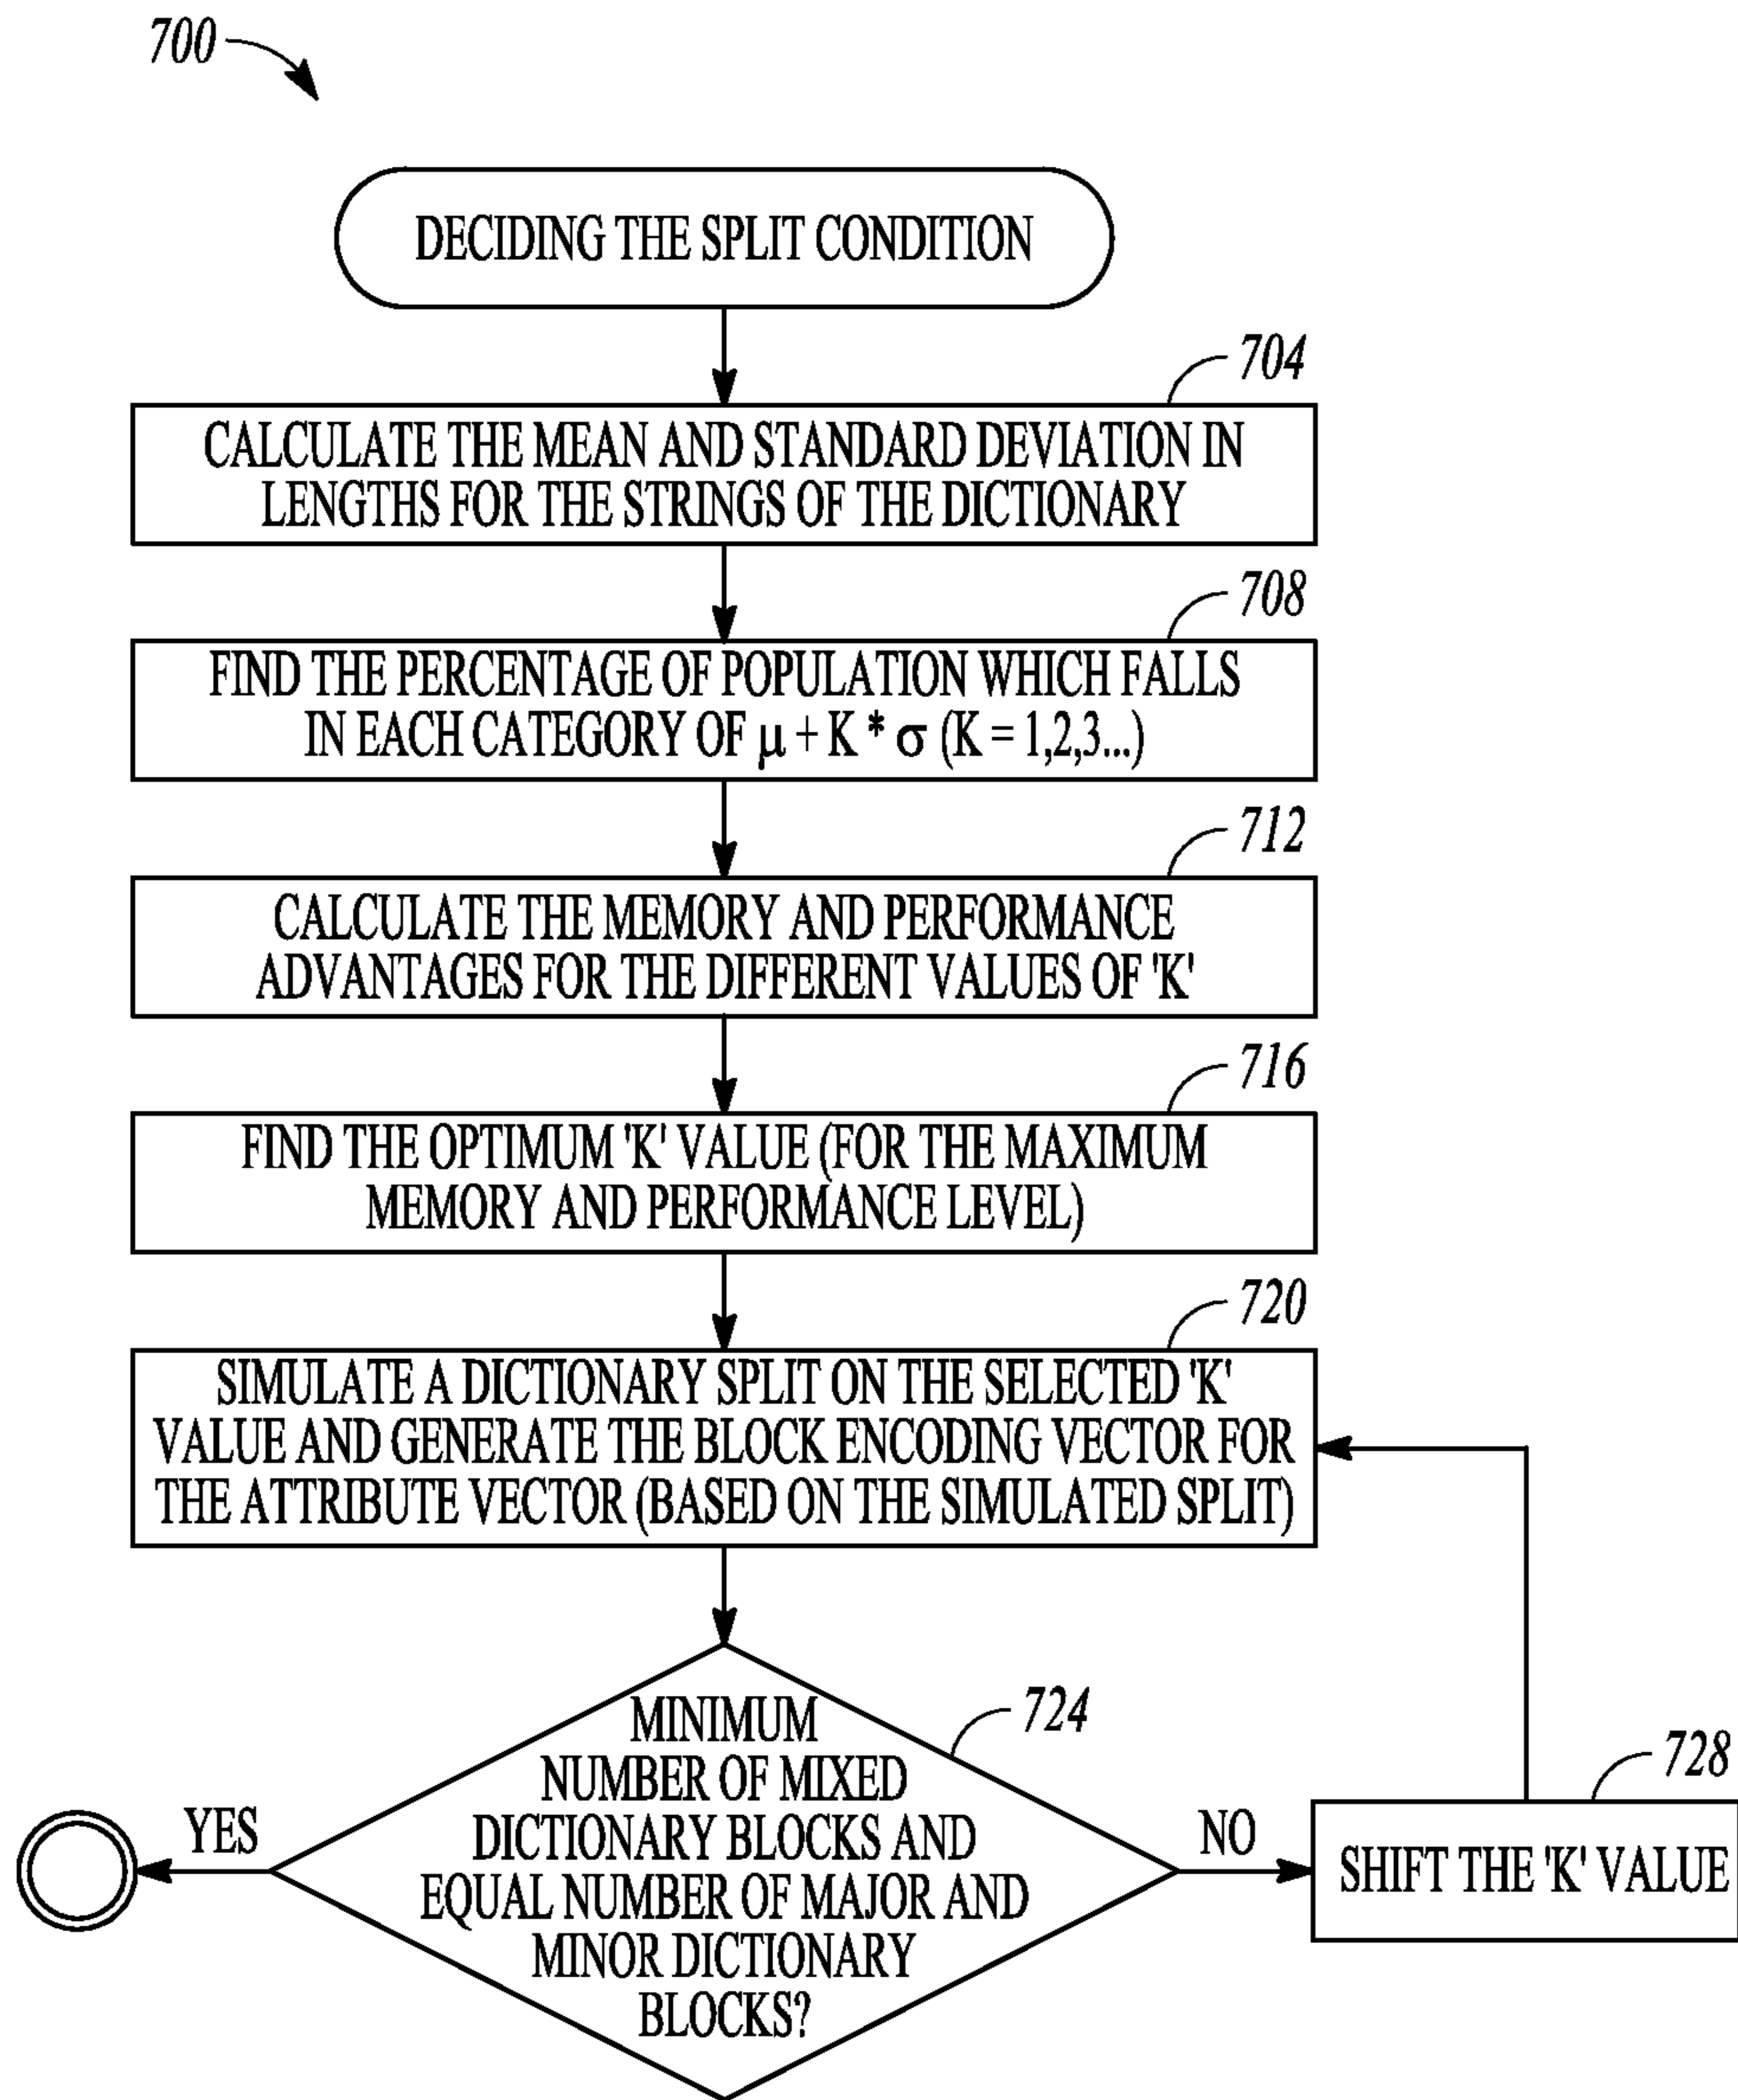 700
DECIDING THE SPLIT CONDITION
704
CALCULATE THE MEAN AND STANDARD DEVIATION IN
LENGTHS FOR THE STRINGS OF THE DICTIONARY
708
FIND THE PERCENTAGE OF POPULATION WHICH FALLS
IN EACH CATEGORY OF μ + K * σ (K = 1,2,3...)
712
CALCULATE THE MEMORY AND PERFORMANCE
ADVANTAGES FOR THE DIFFERENT VALUES OF 'K'
716
FIND THE OPTIMUM 'K' VALUE (FOR THE MAXIMUM
MEMORY AND PERFORMANCE LEVEL)
720
SIMULATE A DICTIONARY SPLIT ON THE SELECTED 'K'
VALUE AND GENERATE THE BLOCK ENCODING VECTOR FOR
THE ATTRIBUTE VECTOR (BASED ON THE SIMULATED SPLIT)
724
MINIMUM
NUMBER OF MIXED
DICTIONARY BLOCKS AND
EQUAL NUMBER OF MAJOR AND
MINOR DICTIONARY
BLOCKS?
YES
NO
728
SHIFT THE 'K' VALUE